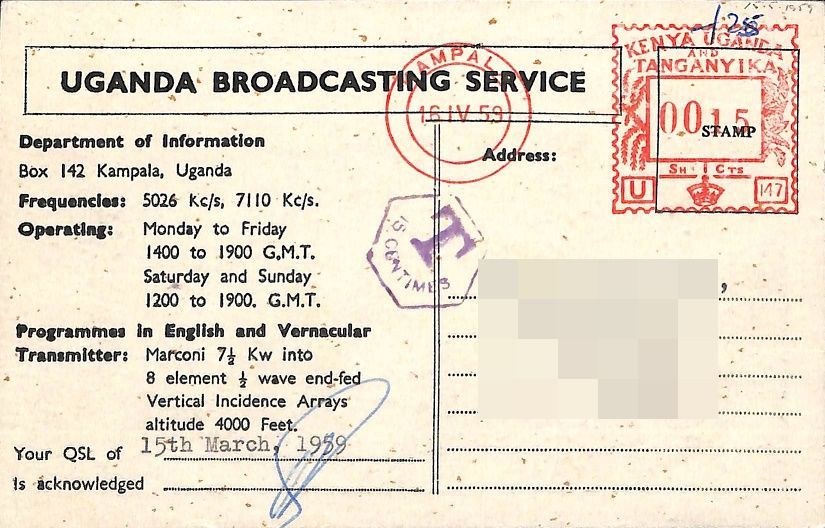 UGANDA BROADCASTING SERVICE
Department of Information
Box 142 Kampala, Uganda
Frequencies: 5026 Kc/s, 7110 Kc/s.
Operating: Monday to Friday
1400 to 1900 G.M.T.
Saturday and Sunday
1200 to 1900. G.M.T.
Programmes in English and Vernacular
Transmitter: Marconi 7½ Kw into
8 element ½ wave end-fed
Vertical Incidence Arrays
altitude 4000 Feet.
Your QSL of 15th March, 1959
is acknowledged
AMPAL
16 IV 59
T
15 CENTIMES
Address:
KENYA UGANDA
AND
TANGANYIKA
0015
STAMP
SH CTS
U 147